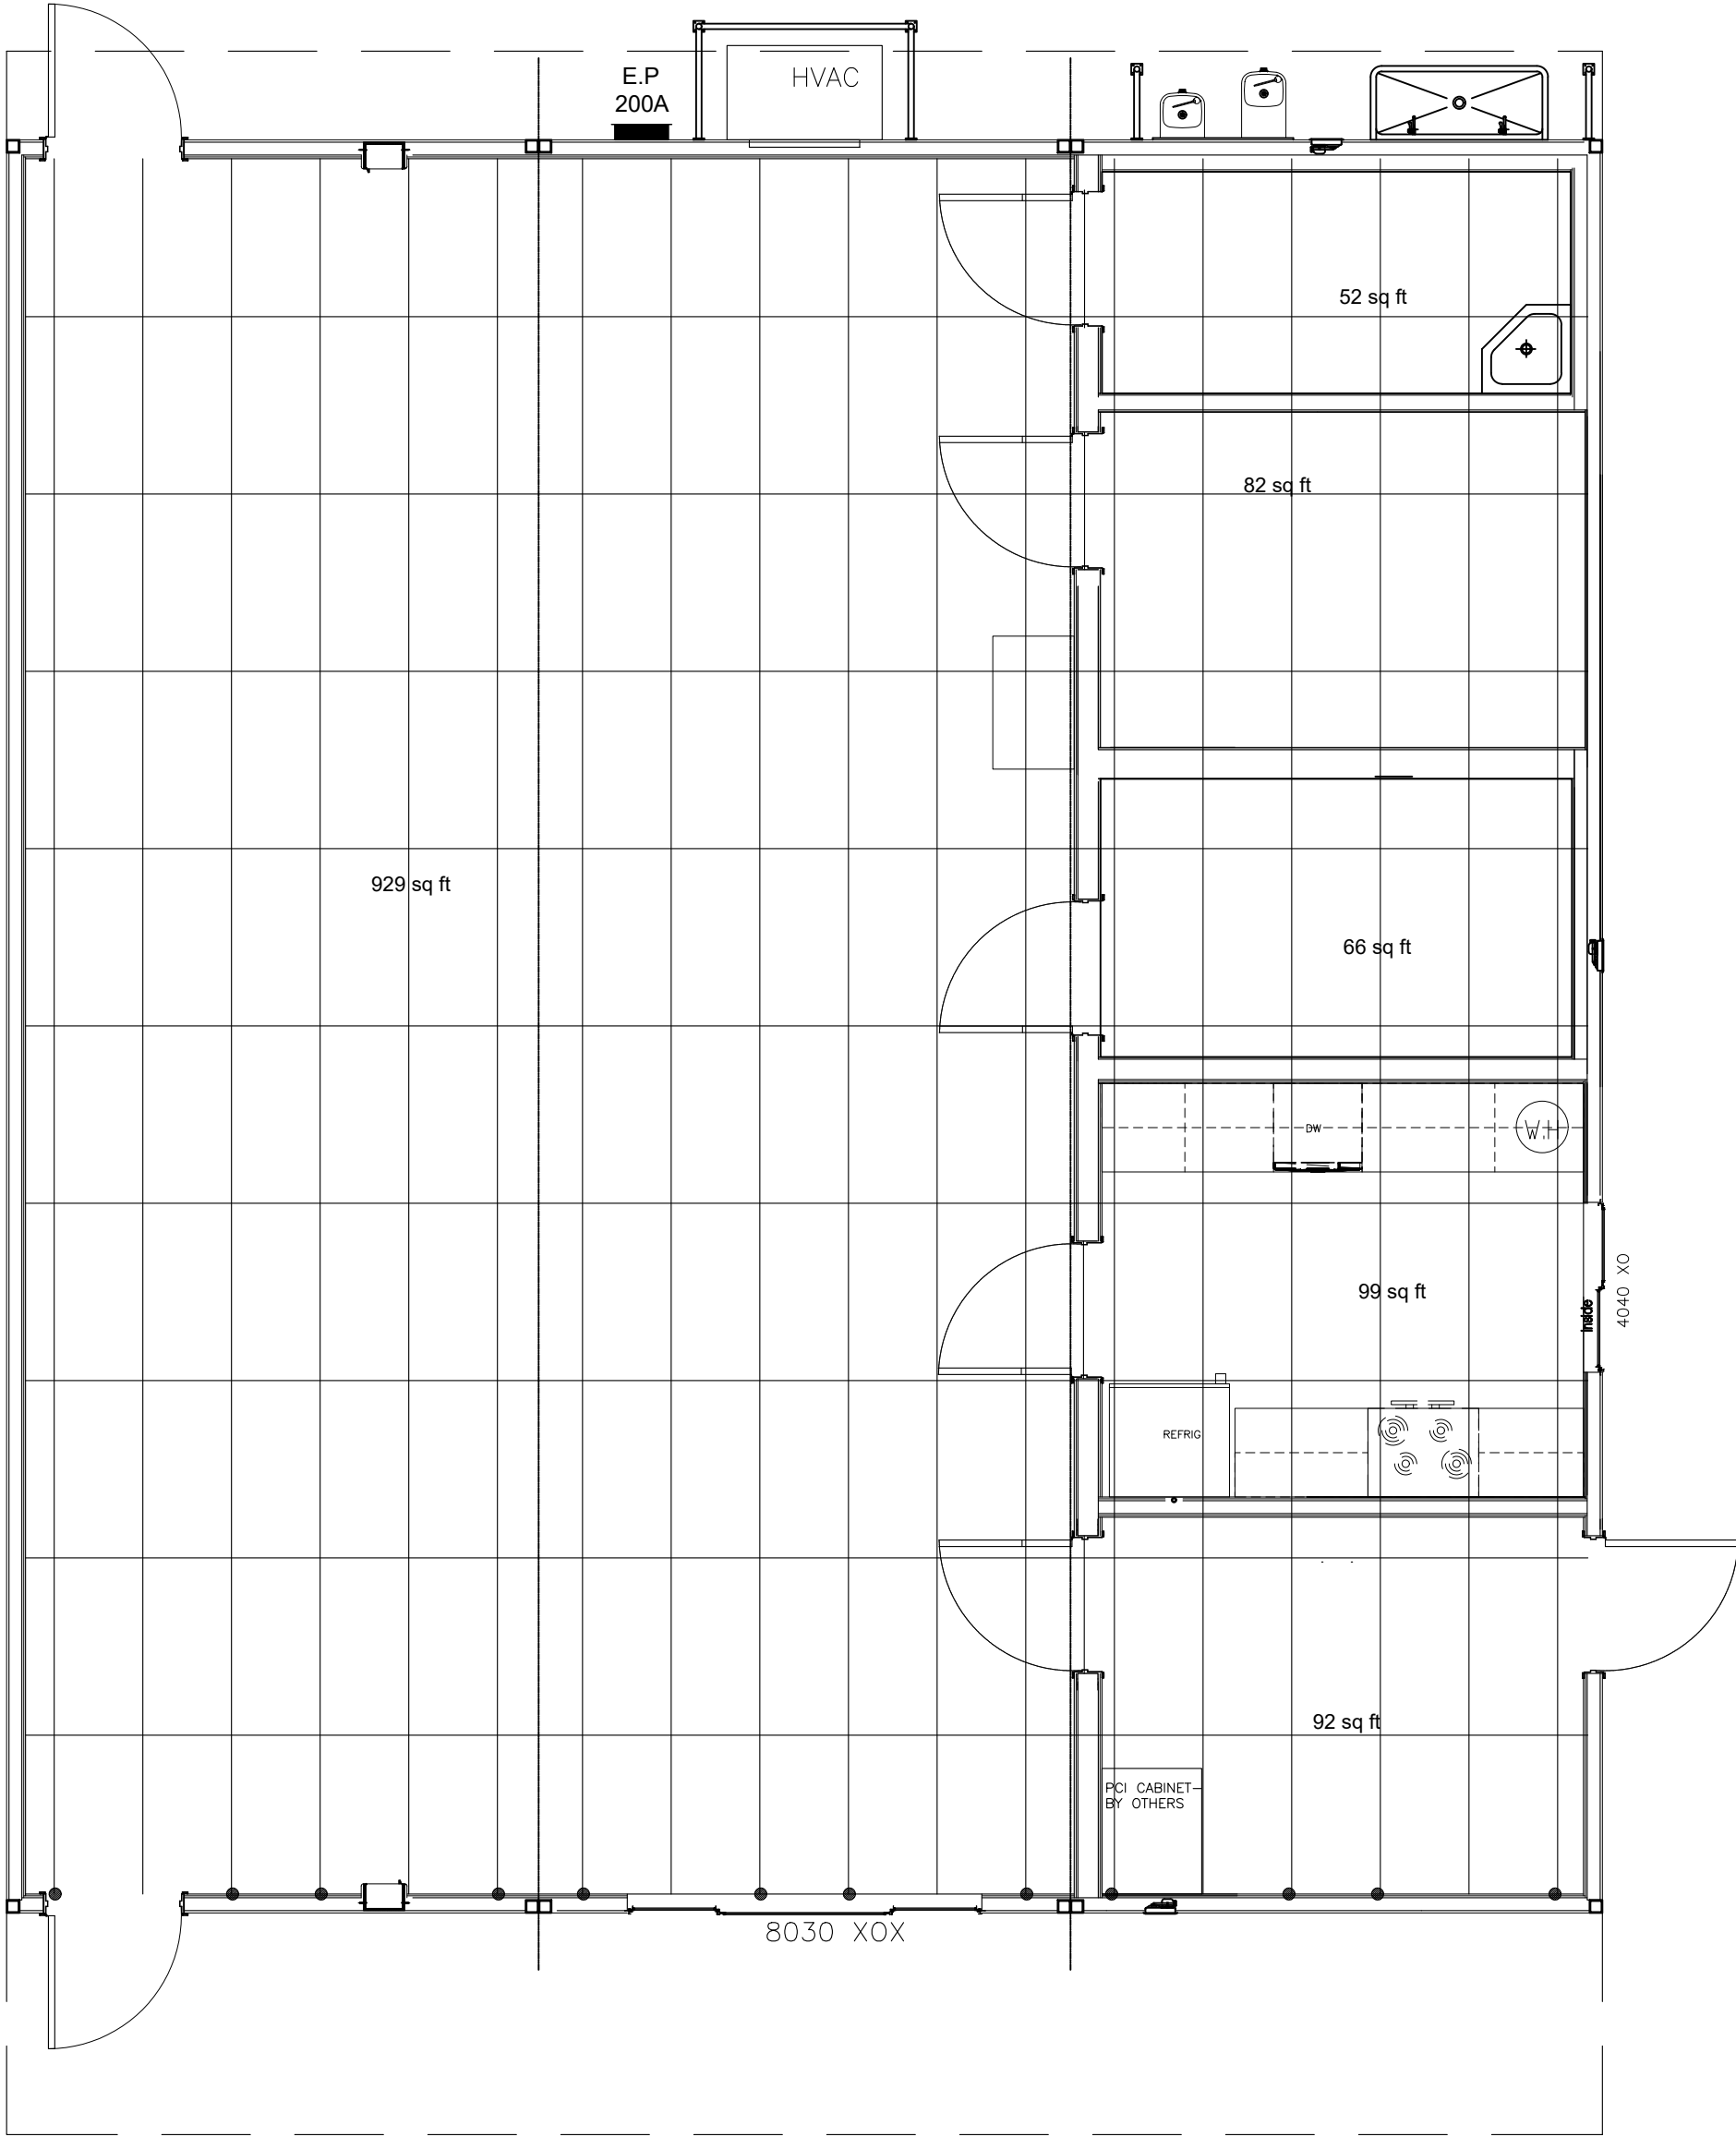 E.P
200A
HVAC
52 sq ft
82 sq ft
929 sq ft
66 sq ft
DW
W.H
99 sq ft
4040 XO
Inside
REFRIG
92 sq ft
PCI CABINET-
BY OTHERS
8030 XOX